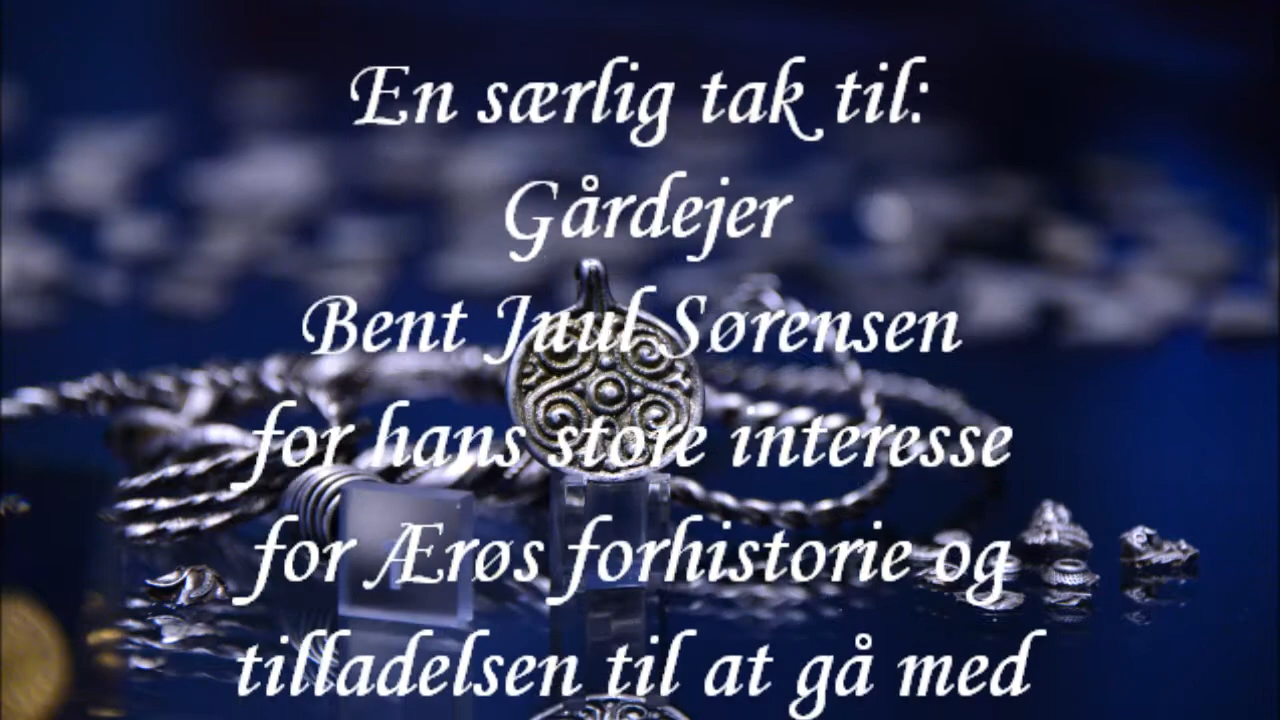 En særlig tak til:
Gårdejer
Bent Juul Sørensen
for hans store interesse
for Ærøs forhistorie og
tilladelsen til at gå med